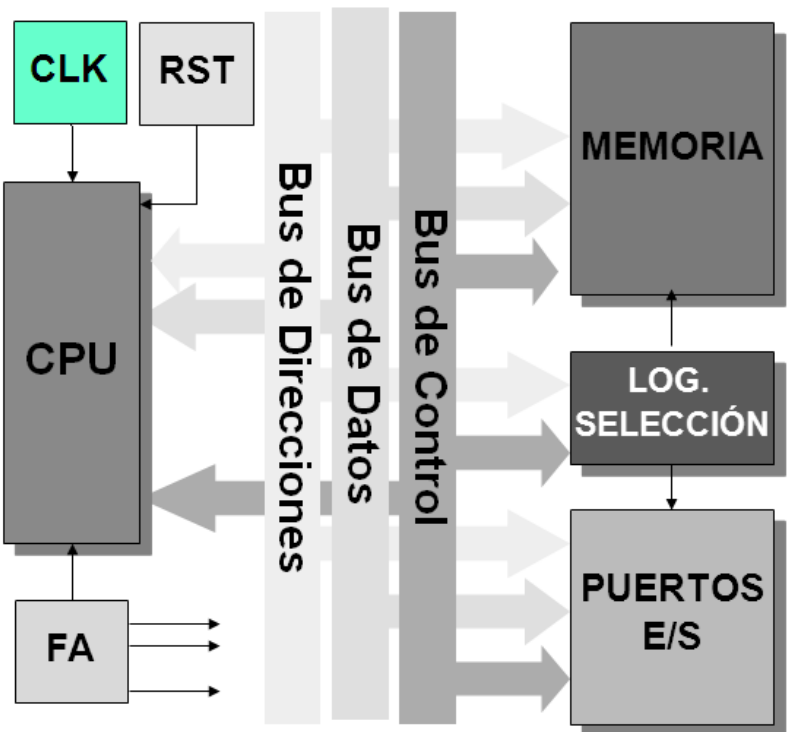 CLK
RST
CPU
FA
Bus de Direcciones
Bus de Datos
Bus de Control
MEMORIA
LOG.
SELECCIÓN
PUERTOS
E/S